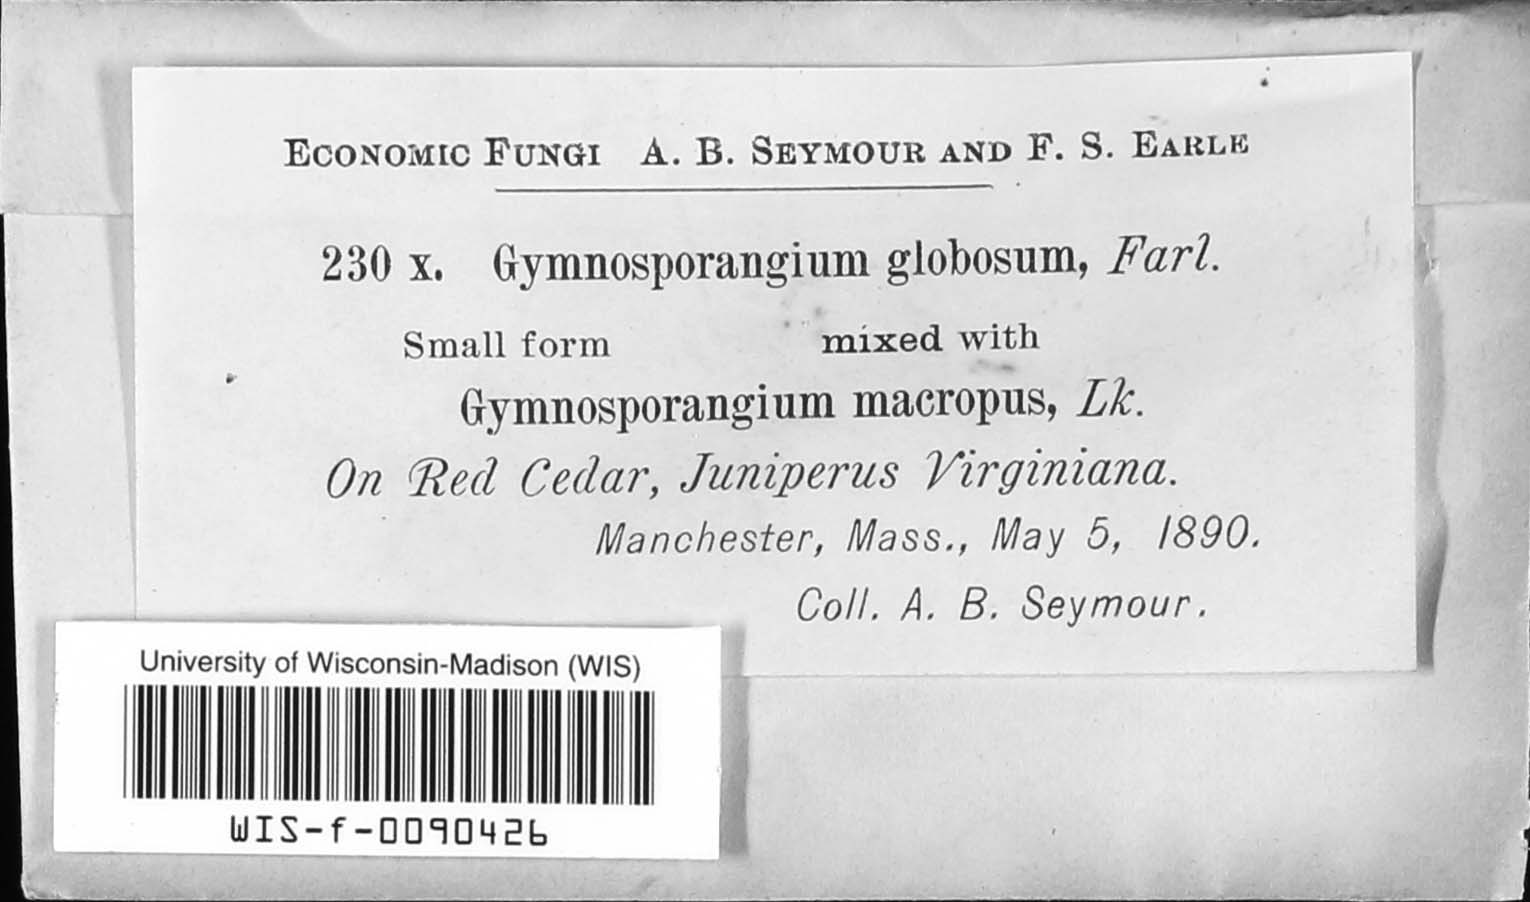 Economic Fungi A. B. Seymour and F. S. Earle
230 x. Gymnosporangium globosum, Farl.
Small form mixed with
Gymnosporangium macropus, Lk.
On Red Cedar, Juniperus Virginiana.
Manchester, Mass., May 5, 1890.
Coll. A. B. Seymour.
University of Wisconsin-Madison (WIS)
WIS-f-0090426